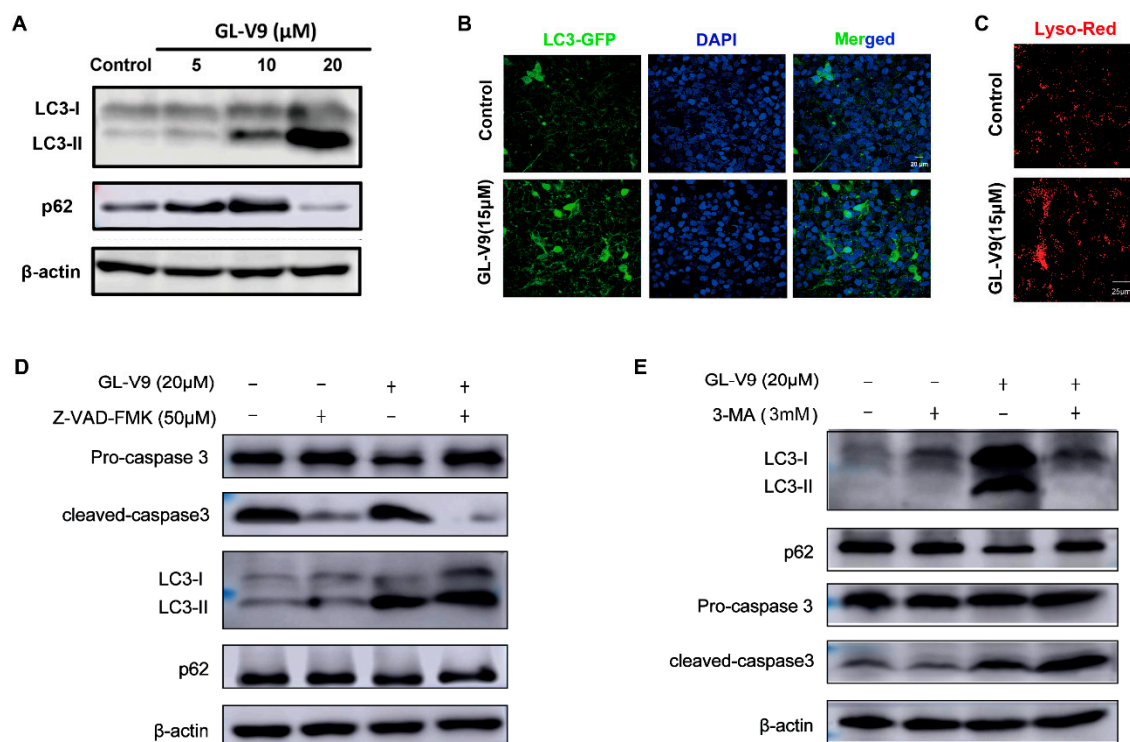 A
GL-V9 (µM)
Control 5 10 20
LC3-I
LC3-II
p62
β-actin
B
LC3-GFP DAPI Merged
Control
20 µm
GL-V9(15µM)
C
Lyso-Red
Control
GL-V9(15µM)
25µm
D
GL-V9 (20µM) – – + +
Z-VAD-FMK (50µM) – + – +
Pro-caspase 3
cleaved-caspase3
LC3-I
LC3-II
p62
β-actin
E
GL-V9 (20µM) – – + +
3-MA (3mM) – + – +
LC3-I
LC3-II
p62
Pro-caspase 3
cleaved-caspase3
β-actin